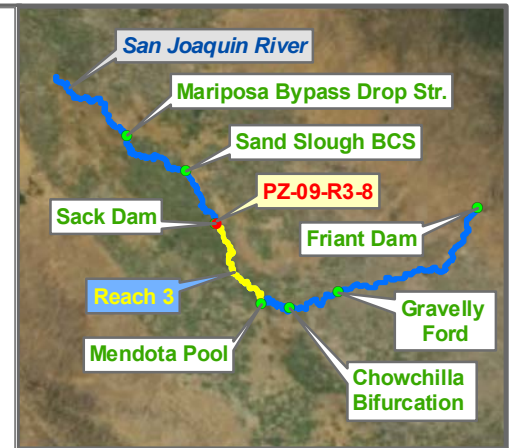 San Joaquin River
Mariposa Bypass Drop Str.
Sand Slough BCS
PZ-09-R3-8
Sack Dam
Friant Dam
Reach 3
Gravelly
Ford
Mendota Pool
Chowchilla
Bifurcation